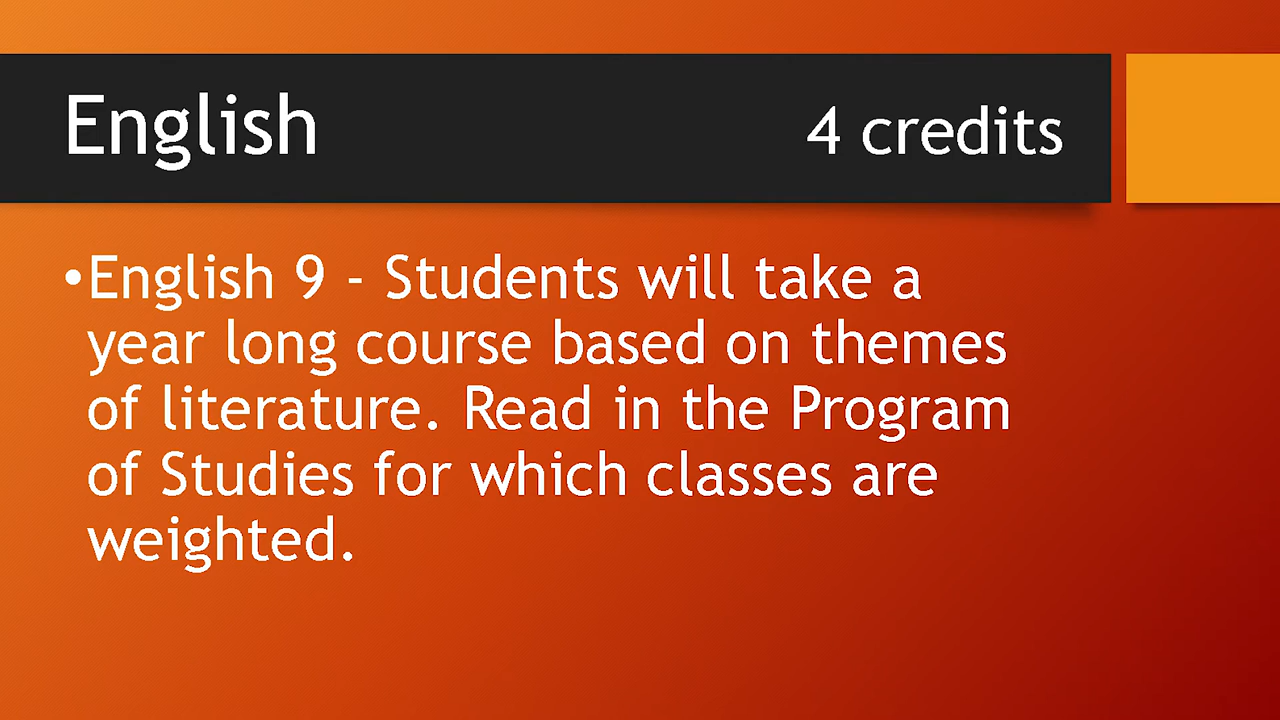 English 4 credits
•English 9 - Students will take a
year long course based on themes
of literature. Read in the Program
of Studies for which classes are
weighted.